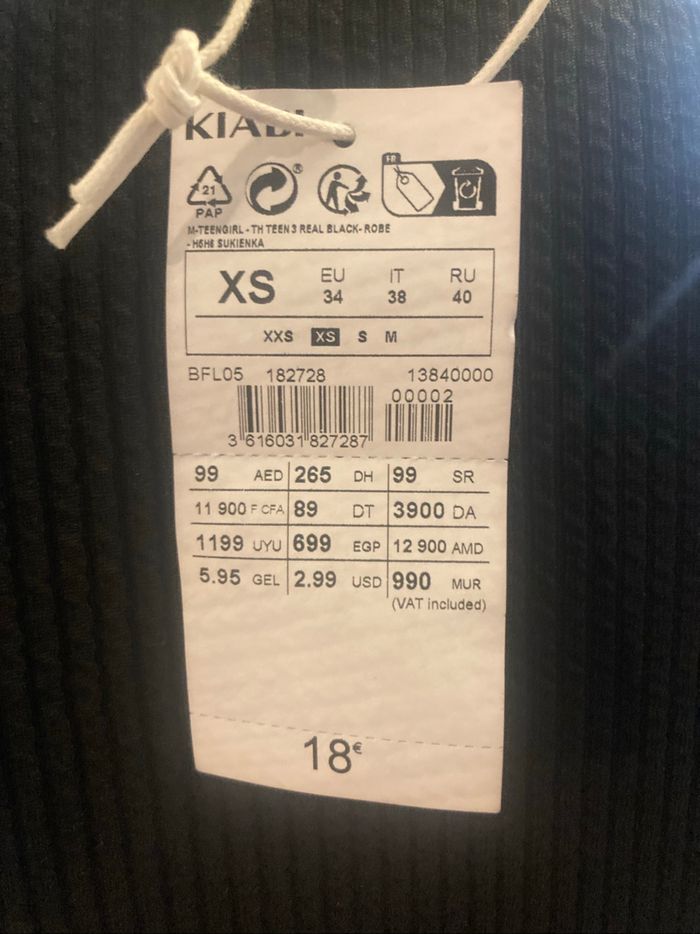 KIABI
®
FR
21
PAP
M-TEENGIRL - TH TEEN 3 REAL BLACK- ROBE
- H6H6 SUKIENKA
XS EU 34 IT 38 RU 40
XXS XS S M
BFL05 182728 13840000
00002
3 616031 827287
99 AED 265 DH 99 SR
11 900 F CFA 89 DT 3900 DA
1199 UYU 699 EGP 12 900 AMD
5.95 GEL 2.99 USD 990 MUR
(VAT included)
18€